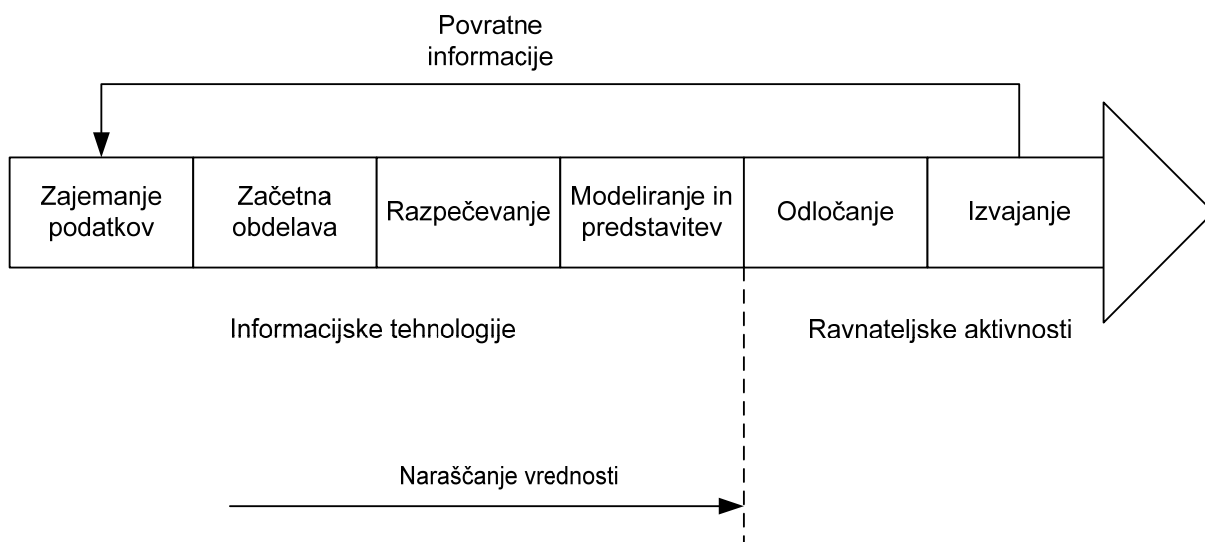 Povratne
informacije
Zajemanje
podatkov
Začetna
obdelava
Razpečevanje
Modeliranje in
predstavitev
Odločanje
Izvajanje
Informacijske tehnologije
Ravnateljske aktivnosti
Naraščanje vrednosti